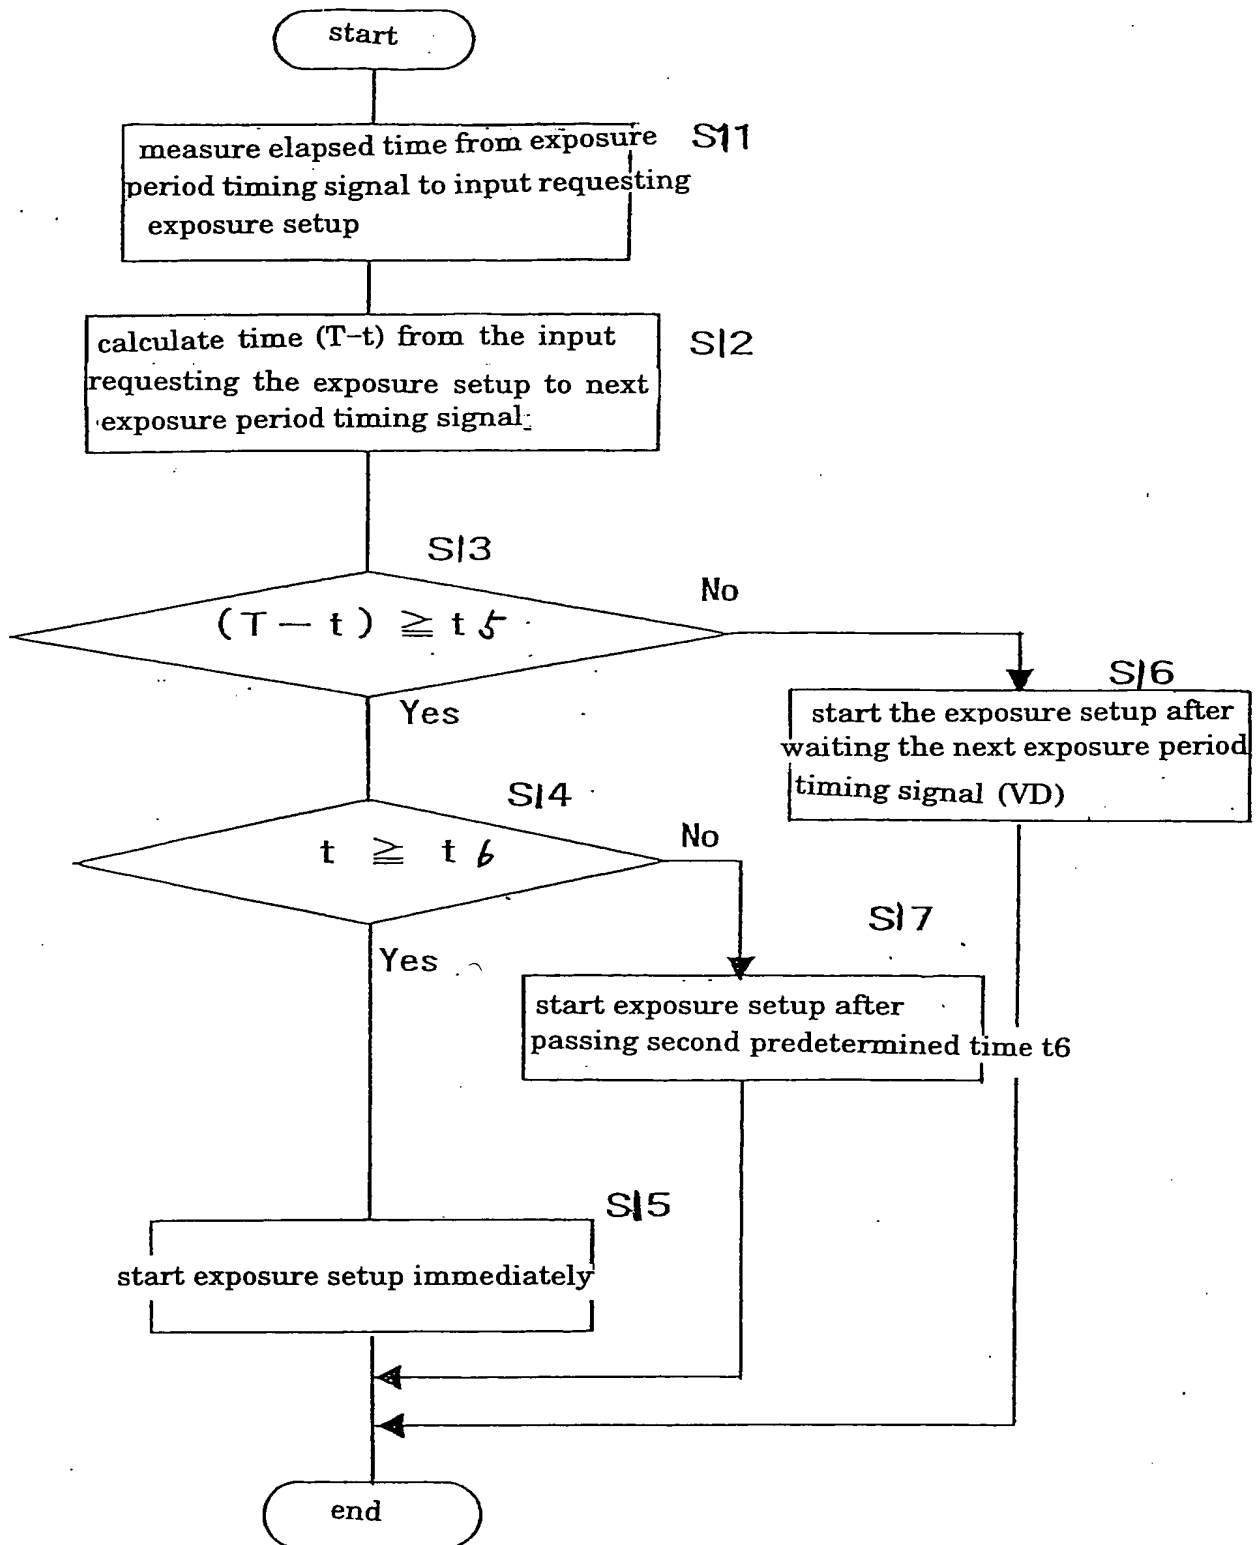 start
measure elapsed time from exposure
period timing signal to input requesting
exposure setup
S11
calculate time (T-t) from the input
requesting the exposure setup to next
exposure period timing signal
S12
S13
(T-t) ≧ t5
No
Yes
S16
start the exposure setup after
waiting the next exposure period
timing signal (VD)
S14
t ≧ t6
No
Yes
S17
start exposure setup after
passing second predetermined time t6
S15
start exposure setup immediately
end